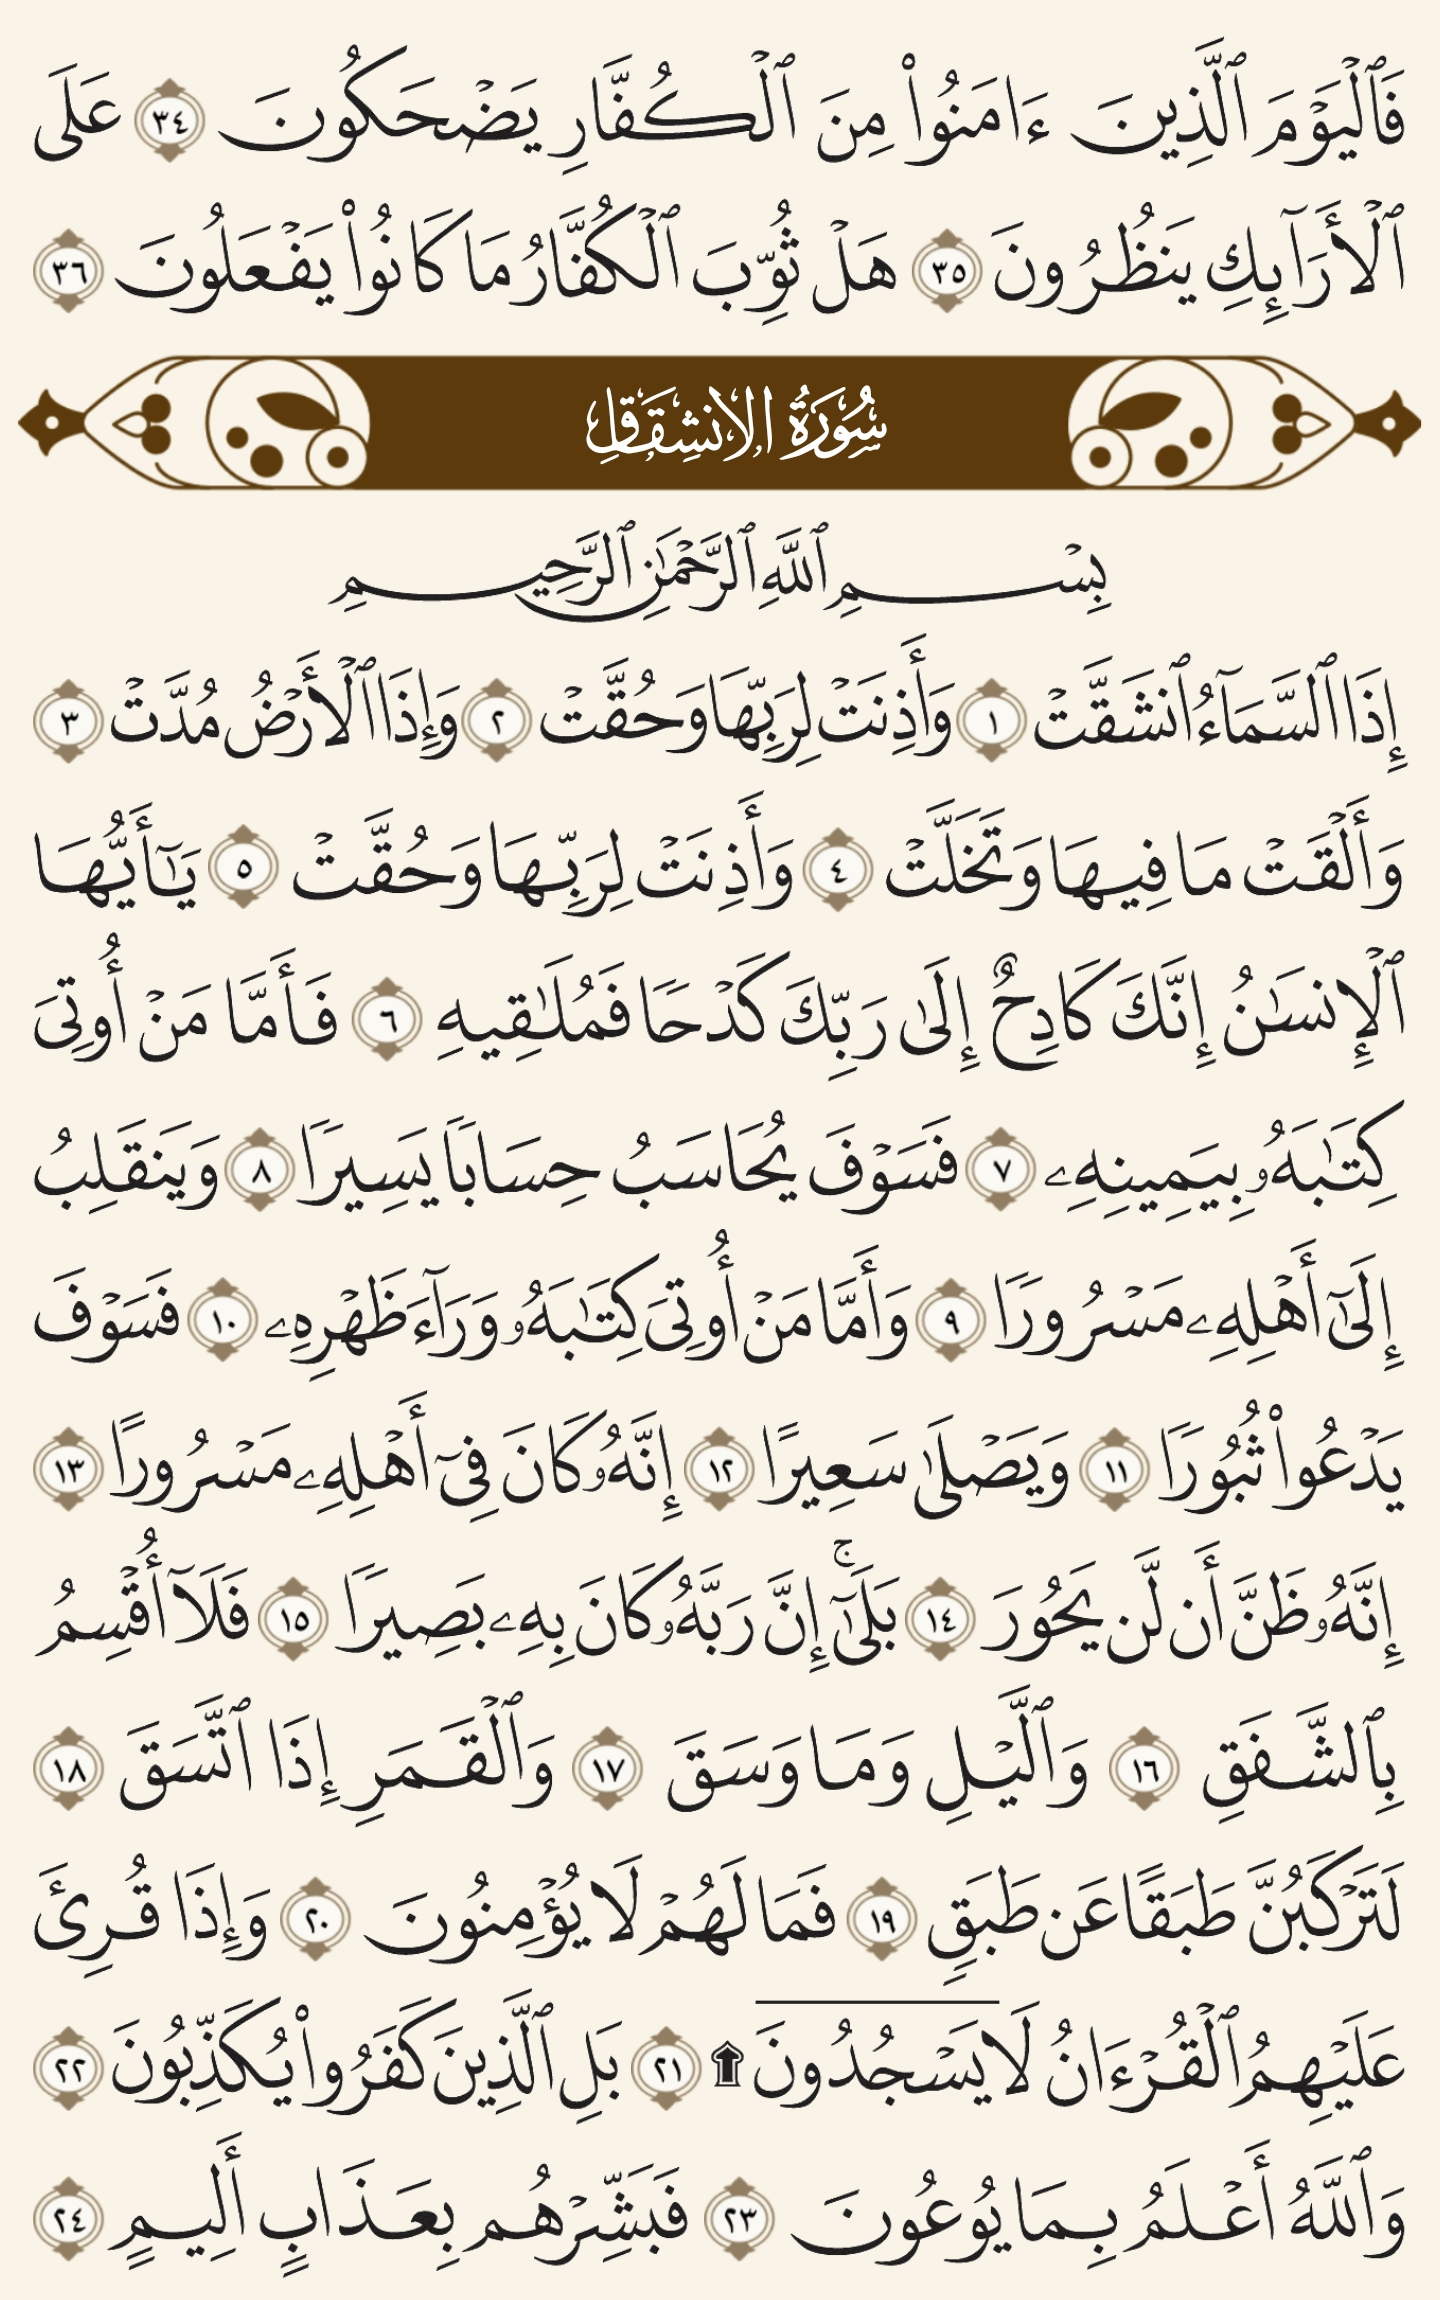 فَٱلۡيَوۡمَ ٱلَّذِينَ ءَامَنُواْ مِنَ ٱلۡكُفَّارِ يَضۡحَكُونَ ٣٤ عَلَى
ٱلۡأَرَآئِكِ يَنظُرُونَ ٣٥ هَلۡ ثُوِّبَ ٱلۡكُفَّارُ مَا كَانُواْ يَفۡعَلُونَ ٣٦
سُورَةُ الانشِقَاقِ
بِسۡمِ ٱللَّهِ ٱلرَّحۡمَٰنِ ٱلرَّحِيمِ
إِذَا ٱلسَّمَآءُ ٱنشَقَّتۡ ١ وَأَذِنَتۡ لِرَبِّهَا وَحُقَّتۡ ٢ وَإِذَا ٱلۡأَرۡضُ مُدَّتۡ ٣
وَأَلۡقَتۡ مَا فِيهَا وَتَخَلَّتۡ ٤ وَأَذِنَتۡ لِرَبِّهَا وَحُقَّتۡ ٥ يَٰٓأَيُّهَا
ٱلۡإِنسَٰنُ إِنَّكَ كَادِحٌ إِلَىٰ رَبِّكَ كَدۡحٗا فَمُلَٰقِيهِ ٦ فَأَمَّا مَنۡ أُوتِيَ
كِتَٰبَهُۥ بِيَمِينِهِۦ ٧ فَسَوۡفَ يُحَاسَبُ حِسَابٗا يَسِيرٗا ٨ وَيَنقَلِبُ
إِلَىٰٓ أَهۡلِهِۦ مَسۡرُورٗا ٩ وَأَمَّا مَنۡ أُوتِيَ كِتَٰبَهُۥ وَرَآءَ ظَهۡرِهِۦ ١٠ فَسَوۡفَ
يَدۡعُواْ ثُبُورٗا ١١ وَيَصۡلَىٰ سَعِيرًا ١٢ إِنَّهُۥ كَانَ فِيٓ أَهۡلِهِۦ مَسۡرُورًا ١٣
إِنَّهُۥ ظَنَّ أَن لَّن يَحُورَ ١٤ بَلَىٰٓۚ إِنَّ رَبَّهُۥ كَانَ بِهِۦ بَصِيرٗا ١٥ فَلَآ أُقۡسِمُ
بِٱلشَّفَقِ ١٦ وَٱلَّيۡلِ وَمَا وَسَقَ ١٧ وَٱلۡقَمَرِ إِذَا ٱتَّسَقَ ١٨
لَتَرۡكَبُنَّ طَبَقًا عَن طَبَقٖ ١٩ فَمَا لَهُمۡ لَا يُؤۡمِنُونَ ٢٠ وَإِذَا قُرِئَ
عَلَيۡهِمُ ٱلۡقُرۡءَانُ لَا يَسۡجُدُونَ۩ ٢١ بَلِ ٱلَّذِينَ كَفَرُواْ يُكَذِّبُونَ ٢٢
وَٱللَّهُ أَعۡلَمُ بِمَا يُوعُونَ ٢٣ فَبَشِّرۡهُم بِعَذَابٍ أَلِيمٍ ٢٤